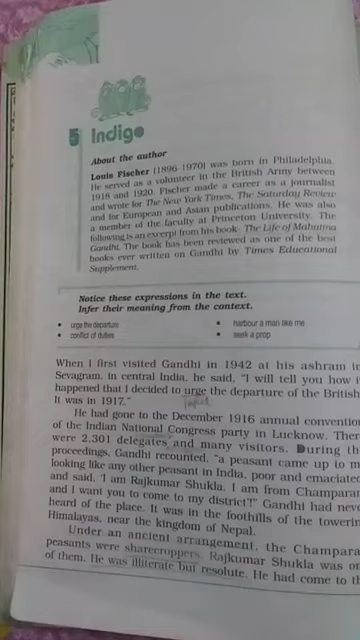 5 Indigo
About the author
Louis Fischer (1896-1970) was born in Philadelphia.
He served as a volunteer in the British Army between
1918 and 1920. Fischer made a career as a journalist
and wrote for The New York Times, The Saturday Review
and for European and Asian publications. He was also
a member of the faculty at Princeton University. The
following is an excerpt from his book- The Life of Mahatma
Gandhi. The book has been reviewed as one of the best
books ever written on Gandhi by Times Educational
Supplement.
Notice these expressions in the text.
Infer their meaning from the context.
• urge the departure
• harbour a man like me
• conflict of duties
• seek a prop
When I first visited Gandhi in 1942 at his ashram in
Sevagram, in central India, he said, "I will tell you how i
happened that I decided to urge the departure of the British
It was in 1917."
He had gone to the December 1916 annual convention
of the Indian National Congress party in Lucknow. Ther
were 2,301 delegates and many visitors. During th
proceedings, Gandhi recounted, "a peasant came up to m
looking like any other peasant in India, poor and emaciated
and said, 'I am Rajkumar Shukla. I am from Champaran
and I want you to come to my district'!" Gandhi had neve
heard of the place. It was in the foothills of the towerin
Himalayas, near the kingdom of Nepal.
Under an ancient arrangement, the Champara
peasants were sharecroppers. Rajkumar Shukla was on
of them. He was illiterate but resolute. He had come to th